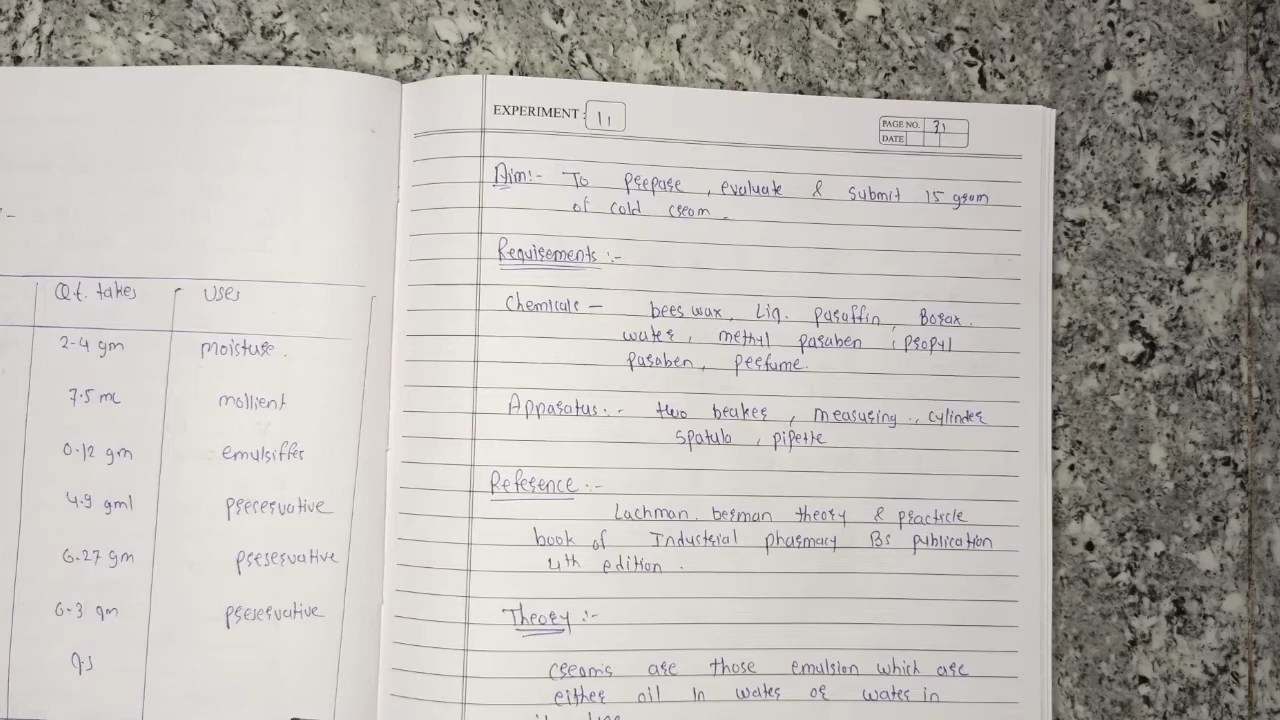 Qt. takes uses
2-4 gm moisture.
7.5 ml mollient
0.12 gm emulsiffer
4.9 gml preservative
6.27 gm preservative
6-3 gm preservative
q.s
EXPERIMENT : 11
PAGE NO. 31
DATE
Aim:- To prepare, evaluate & submit 15 gram
of cold cream -
Requirements :-
Chemicals - bees wax, Liq. paraffin, Borax.
water, methyl paraben, propyl
paraben, perfume.
Apparatus:- two beaker, measuring, cylinder
spatula, pipette
Reference :-
Lachman. berman theory & practicle
book of Industrial pharmacy Bs publication
4th edition.
Theory :-
creams are those emulsion which are
either oil in water or water in